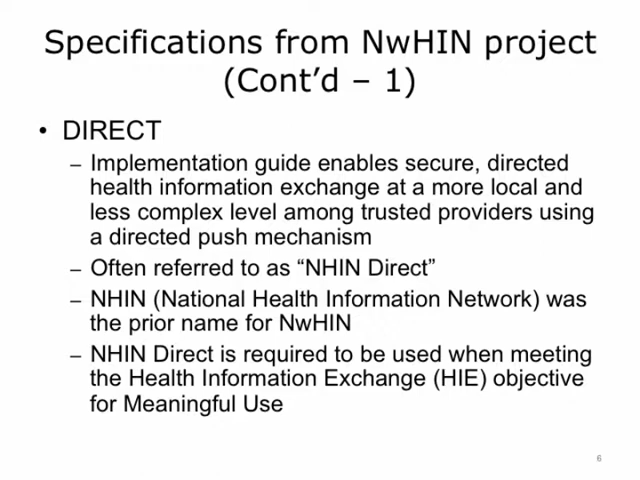 Specifications from NwHIN project
(Cont’d – 1)
• DIRECT
– Implementation guide enables secure, directed
health information exchange at a more local and
less complex level among trusted providers using
a directed push mechanism
– Often referred to as “NHIN Direct”
– NHIN (National Health Information Network) was
the prior name for NwHIN
– NHIN Direct is required to be used when meeting
the Health Information Exchange (HIE) objective
for Meaningful Use
6